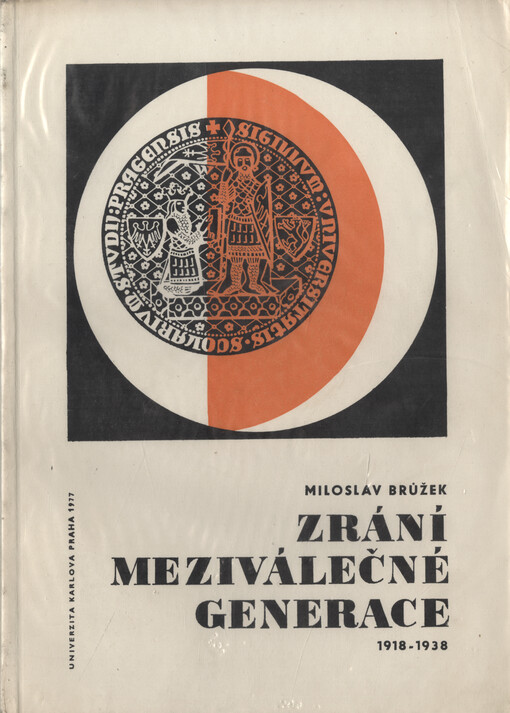 SIGILLUM · UNIVERSITATIS · SCOLARIUM · STUDII · PRAGENSIS
MILOSLAV BRŮŽEK
ZRÁNÍ
MEZIVÁLEČNÉ
GENERACE
1918-1938
UNIVERZITA KARLOVA PRAHA 1977